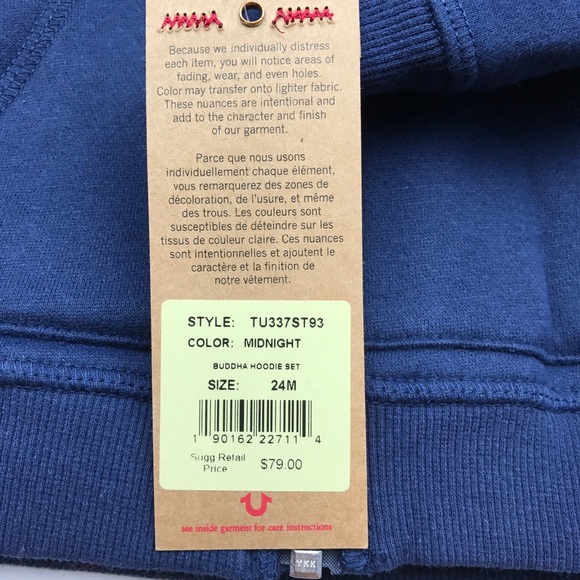 Because we individually distress
each item, you will notice areas of
fading, wear, and even holes.
Color may transfer onto lighter fabric.
These nuances are intentional and
add to the character and finish
of our garment.
Parce que nous usons
individuellement chaque élément,
vous remarquerez des zones de
décoloration, de l'usure, et même
des trous. Les couleurs sont
susceptibles de déteindre sur les
tissus de couleur claire. Ces nuances
sont intentionnelles et ajoutent le
caractère et la finition de
notre vêtement.
STYLE: TU337ST93
COLOR: MIDNIGHT
BUDDHA HOODIE SET
SIZE: 24M
1 90162 22711 4
Sugg Retail
Price $79.00
see inside garment for care instructions
YKK